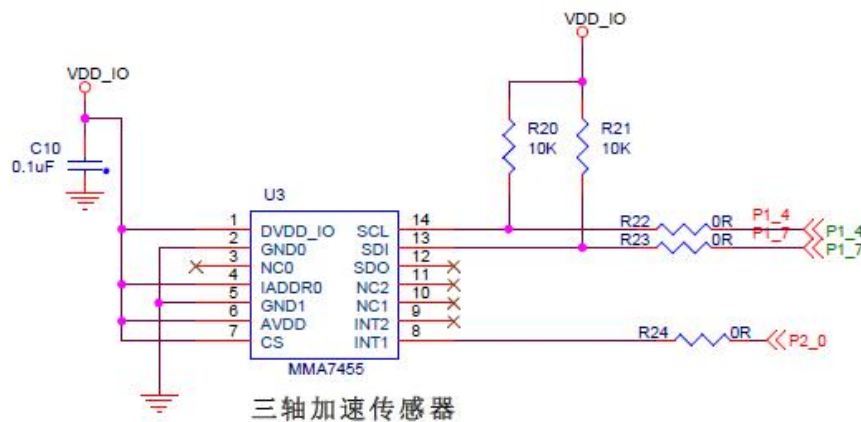 VDD_IO
VDD_IO
C10
0.1uF
R20
10K
R21
10K
U3
1 DVDD_IO SCL 14
2 GND0 SDI 13
3 NC0 SDO 12
4 IADDR0 NC2 11
5 GND1 NC1 10
6 AVDD INT2 9
7 CS INT1 8
MMA7455
R22 0R P1_4 P1_4
R23 0R P1_7 P1_7
R24 0R P2_0
三轴加速传感器